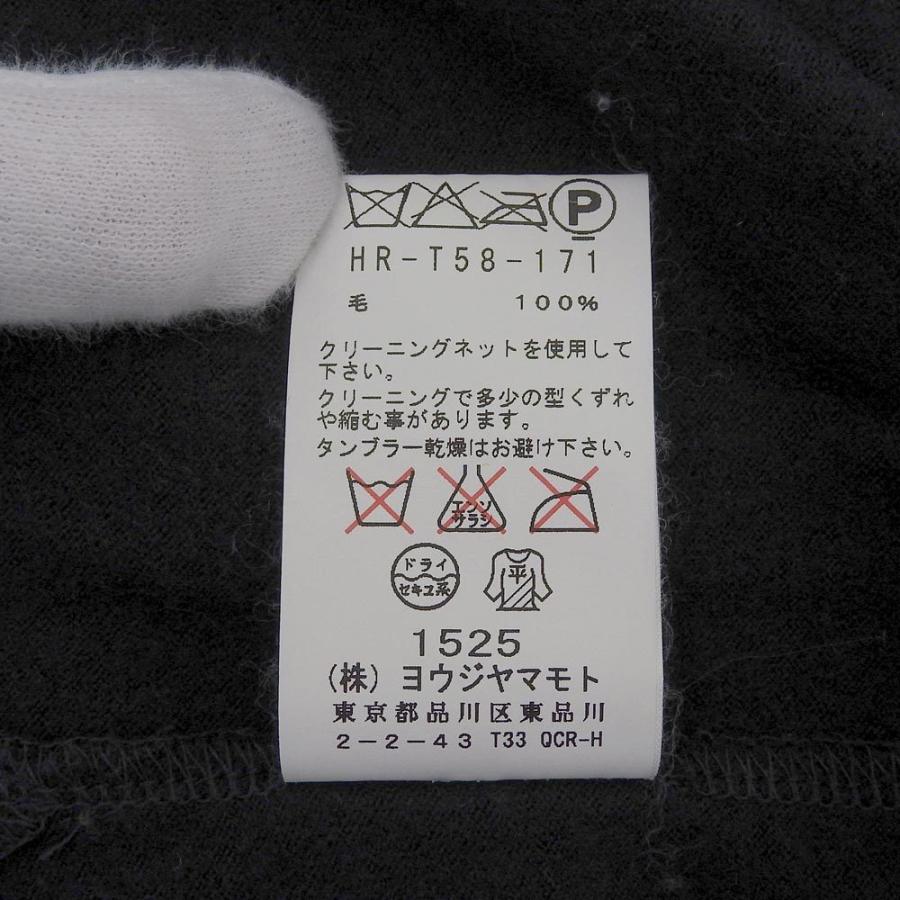 P
HR-T58-171
毛 100%
クリーニングネットを使用して
下さい。
クリーニングで多少の型くずれ
や縮む事があります。
タンブラー乾燥はお避け下さい。
エンソ
サラシ
ドライ
セキユ系
平
1525
(株) ヨウジヤマモト
東京都品川区東品川
2-2-43 T33 QCR-H